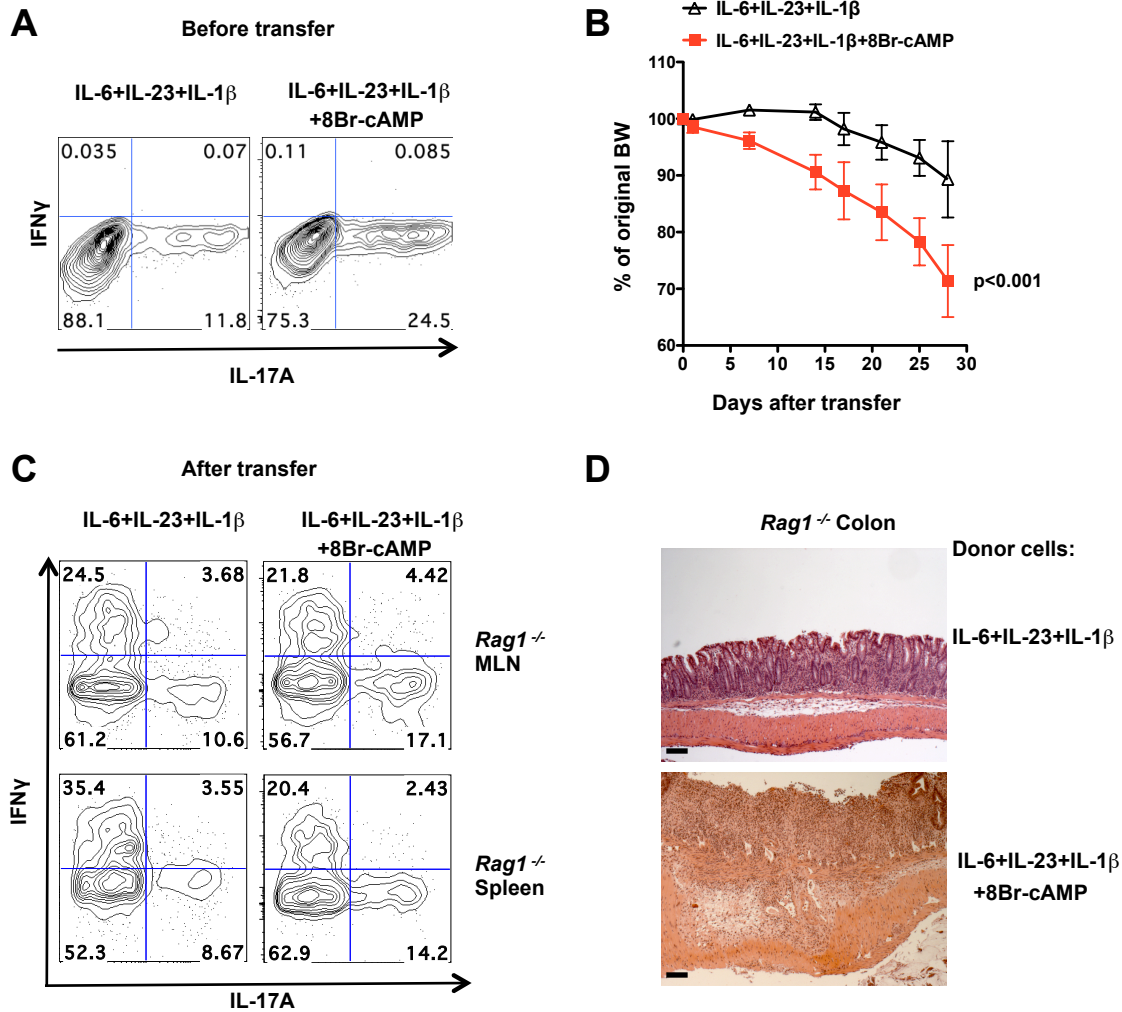 A
Before transfer
IL-6+IL-23+IL-1β
IL-6+IL-23+IL-1β
+8Br-cAMP
0.035
0.07
0.11
0.085
88.1
11.8
75.3
24.5
IFNγ
IL-17A
B
IL-6+IL-23+IL-1β
IL-6+IL-23+IL-1β+8Br-cAMP
110
100
90
80
70
60
% of original BW
p<0.001
0
5
10
15
20
25
30
Days after transfer
C
After transfer
IL-6+IL-23+IL-1β
IL-6+IL-23+IL-1β
+8Br-cAMP
24.5
3.68
21.8
4.42
61.2
10.6
56.7
17.1
Rag1 -/-
MLN
35.4
3.55
20.4
2.43
52.3
8.67
62.9
14.2
Rag1 -/-
Spleen
IFNγ
IL-17A
D
Rag1 -/- Colon
Donor cells:
IL-6+IL-23+IL-1β
IL-6+IL-23+IL-1β
+8Br-cAMP